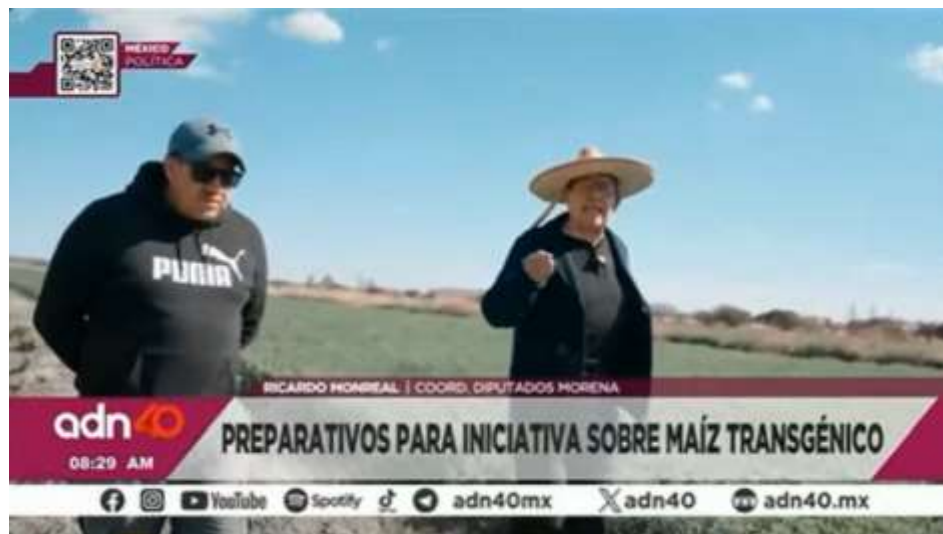 MÉXICO
POLÍTICA
PUMA
RICARDO MONREAL | COORD. DIPUTADOS MORENA
adn40
PREPARATIVOS PARA INICIATIVA SOBRE MAÍZ TRANSGÉNICO
08:29 AM
YouTube Spotify adn40mx adn40 adn40.mx